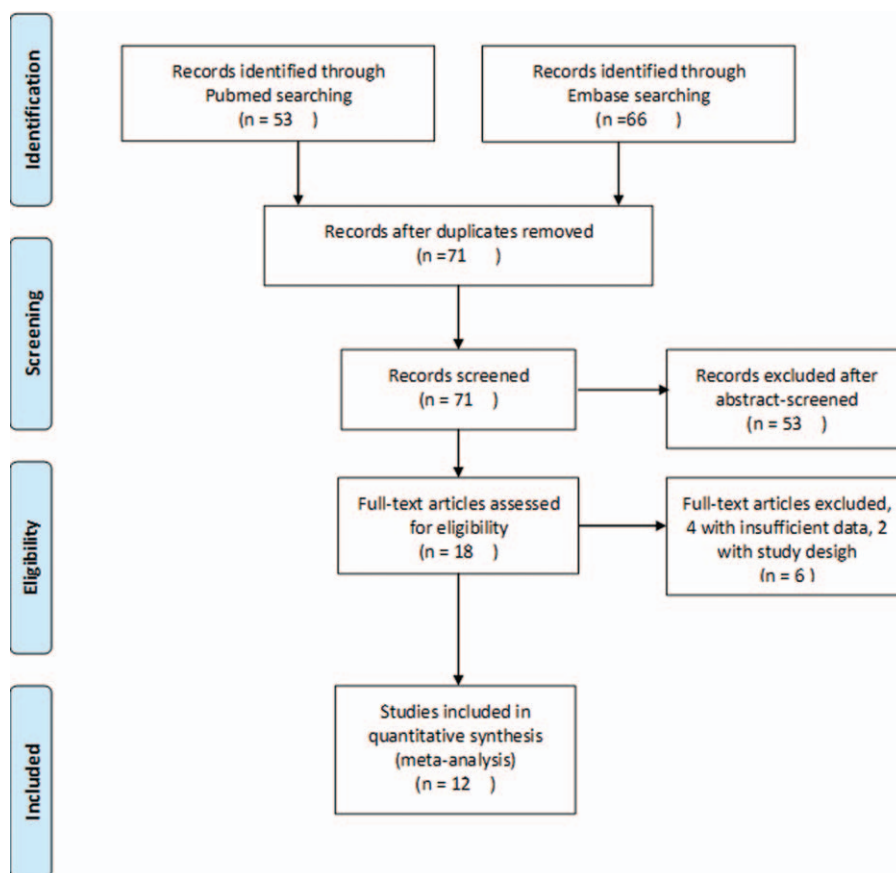 Identification
Records identified through
Pubmed searching
(n = 53 )
Records identified through
Embase searching
(n =66 )
Records after duplicates removed
(n =71 )
Screening
Records screened
(n = 71 )
Records excluded after
abstract-screened
(n = 53 )
Eligibility
Full-text articles assessed
for eligibility
(n = 18 )
Full-text articles excluded,
4 with insufficient data, 2
with study desigh
(n = 6 )
Included
Studies included in
quantitative synthesis
(meta-analysis)
(n = 12 )